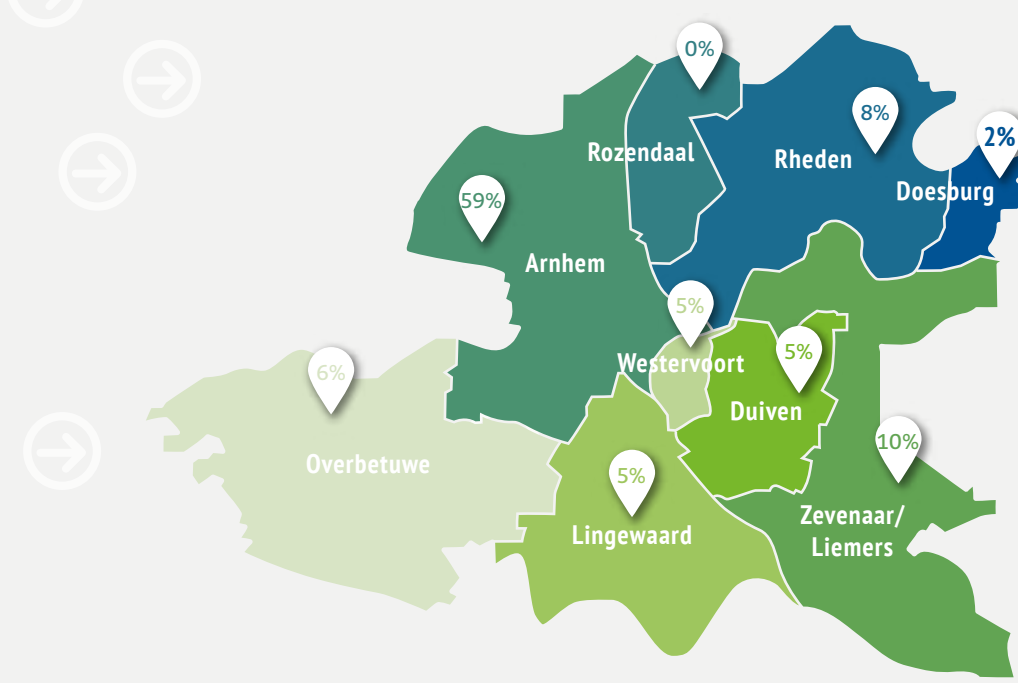 0%
8%
2%
Rozendaal
Rheden
Doesburg
59%
Arnhem
5%
Westervoort
5%
6%
Duiven
10%
Overbetuwe
5%
Lingewaard
Zevenaar/
Liemers